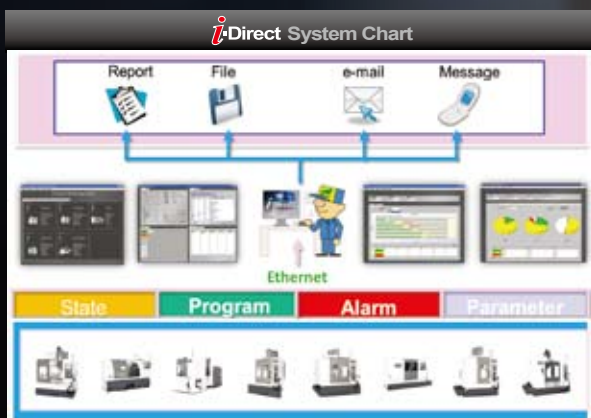 i-Direct System Chart
Report File e-mail Message
Ethernet
State Program Alarm Parameter